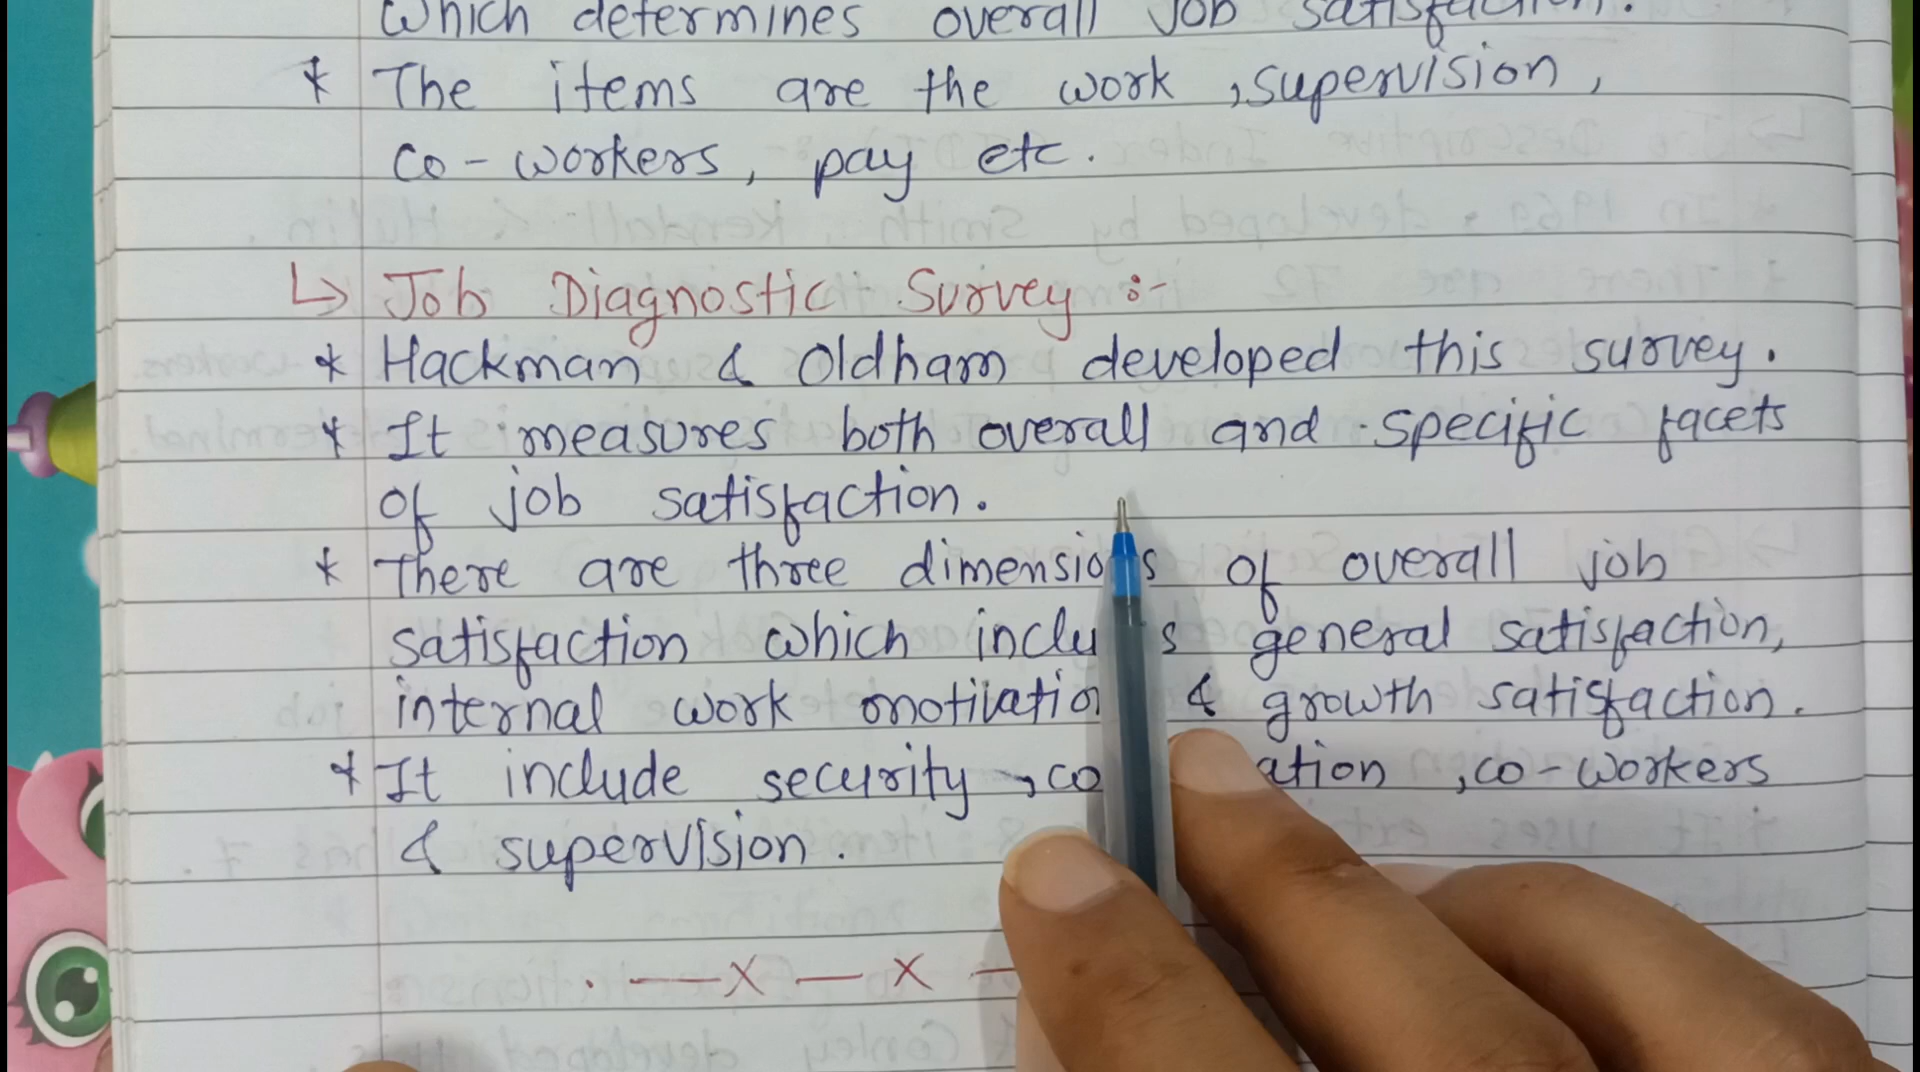 which determines overall job satisfaction.
* The items are the work, supervision,
co-workers, pay etc.
↳ Job Diagnostic Survey :-
* Hackman & Oldham developed this survey.
* It measures both overall and specific facets
of job satisfaction.
* There are three dimensions of overall job
satisfaction which includes general satisfaction,
internal work motivation & growth satisfaction.
* It include security, co ation, co-workers
& supervision.
. — x — x —